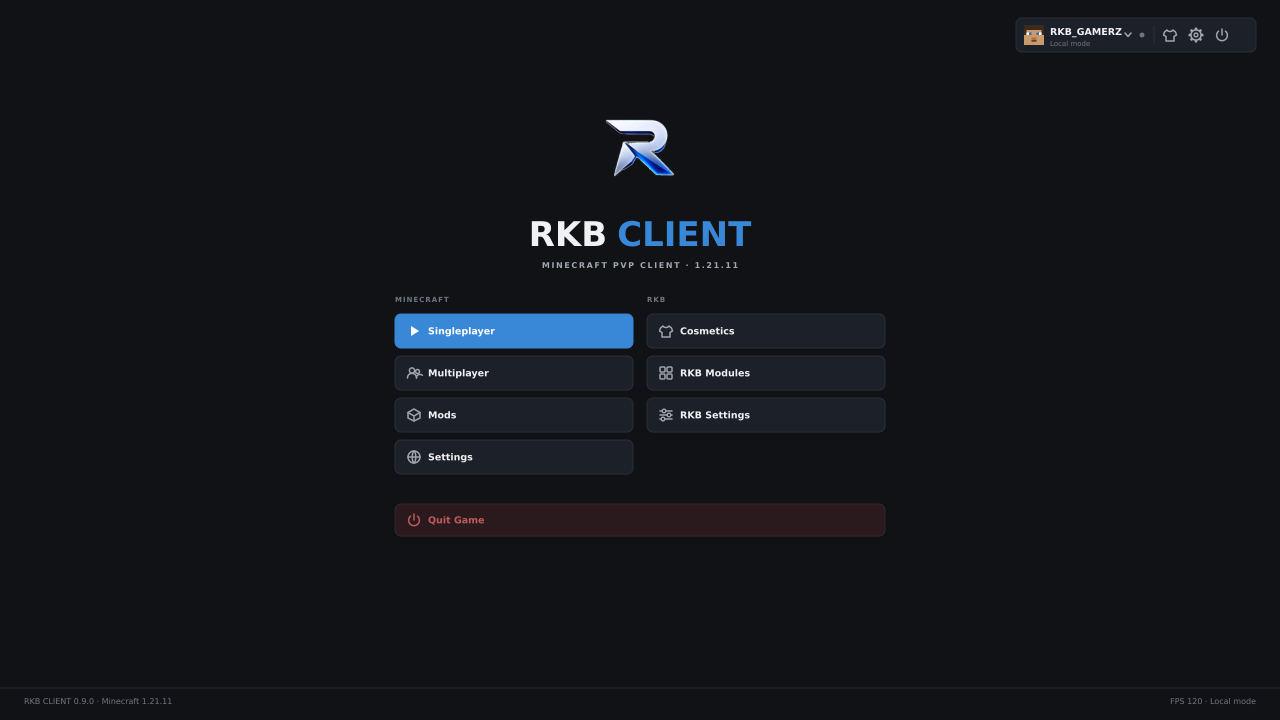 RKB_GAMERZ
Local mode
RKB CLIENT
MINECRAFT PVP CLIENT · 1.21.11
MINECRAFT
Singleplayer
Multiplayer
Mods
Settings
RKB
Cosmetics
RKB Modules
RKB Settings
Quit Game
RKB CLIENT 0.9.0 · Minecraft 1.21.11
FPS 120 · Local mode